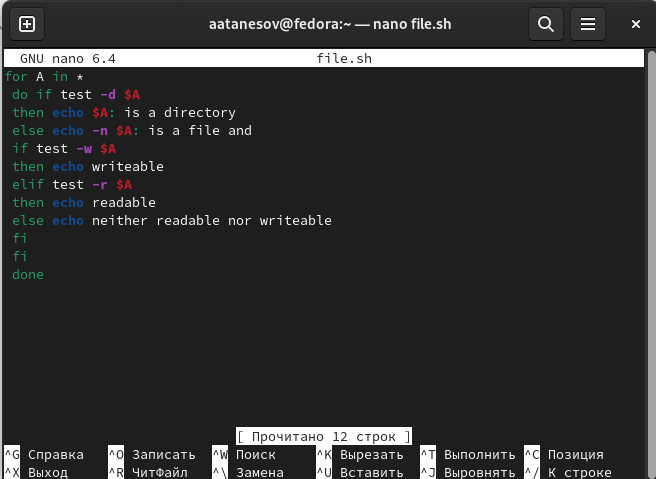 aatanesov@fedora:~ — nano file.sh
GNU nano 6.4 file.sh
for A in *
do if test -d $A
then echo $A: is a directory
else echo -n $A: is a file and
if test -w $A
then echo writeable
elif test -r $A
then echo readable
else echo neither readable nor writeable
fi
fi
done
[ Прочитано 12 строк ]
^G Справка ^O Записать ^W Поиск ^K Вырезать ^T Выполнить ^C Позиция
^X Выход ^R ЧитФайл ^\ Замена ^U Вставить ^J Выровнять ^/ К строке